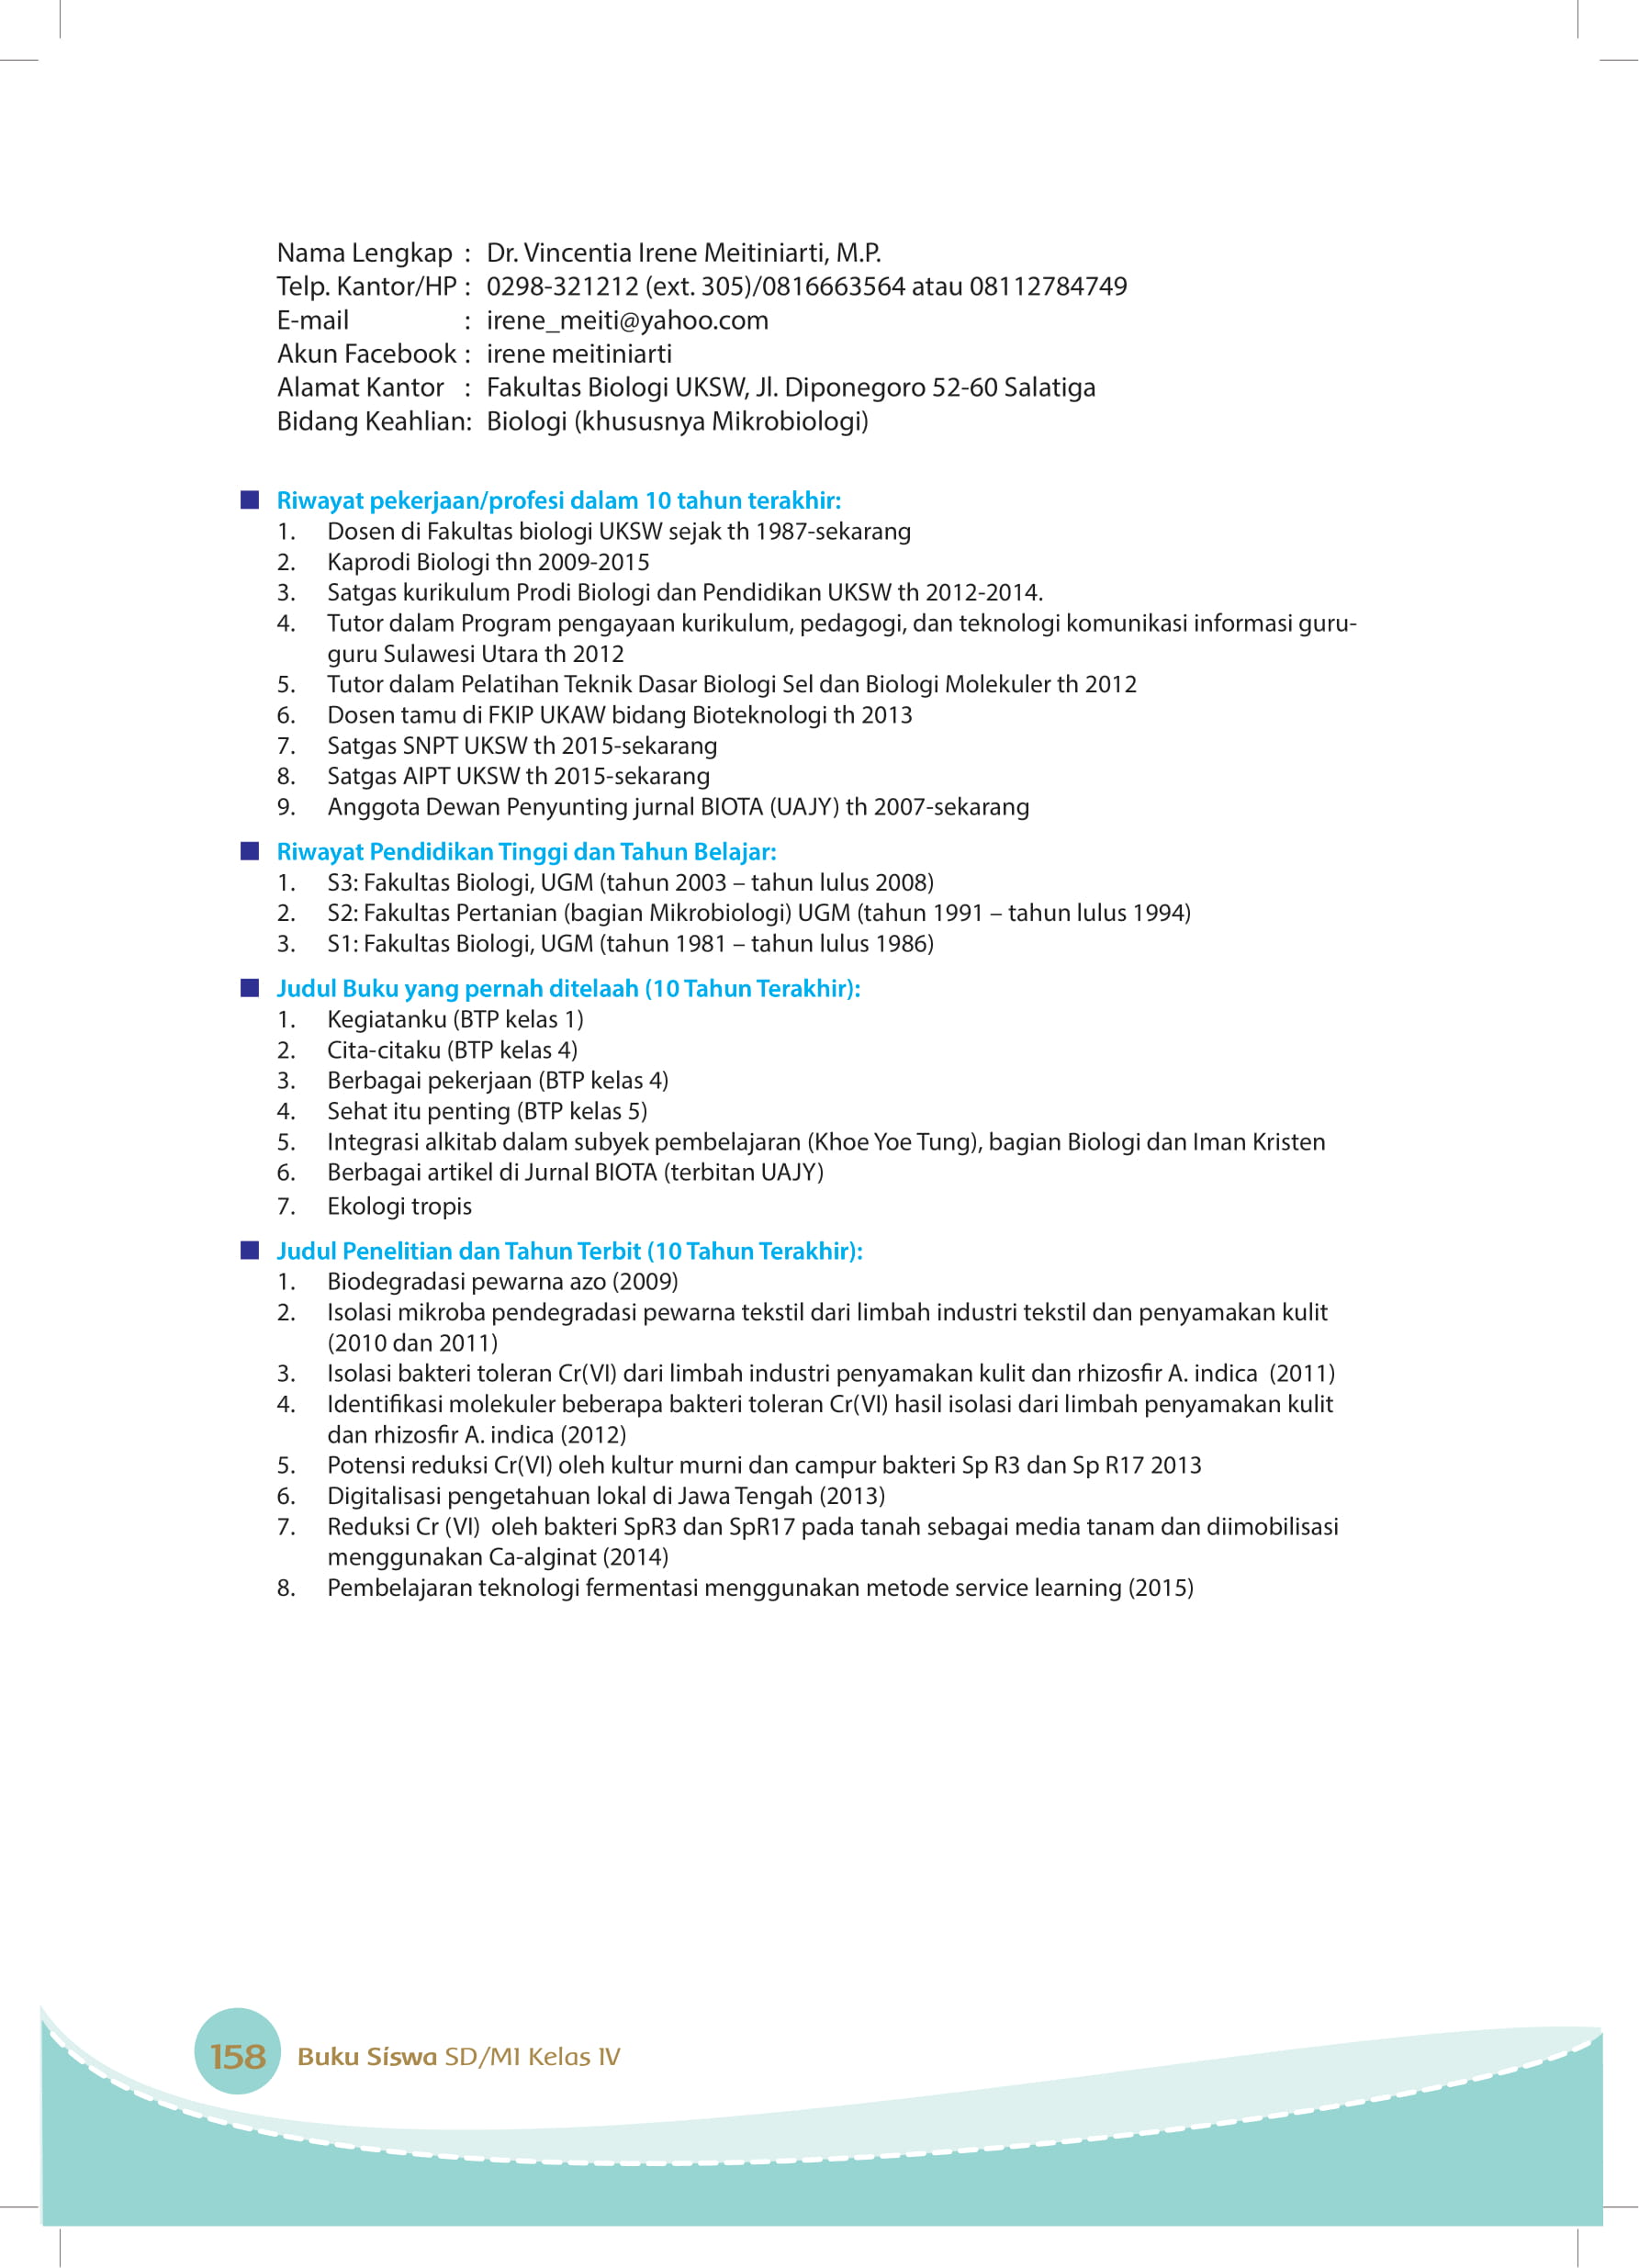 Nama Lengkap : Dr. Vincentia Irene Meitiniarti, M.P.
Telp. Kantor/HP : 0298-321212 (ext. 305)/0816663564 atau 08112784749
E-mail : irene_meiti@yahoo.com
Akun Facebook : irene meitiniarti
Alamat Kantor : Fakultas Biologi UKSW, Jl. Diponegoro 52-60 Salatiga
Bidang Keahlian: Biologi (khususnya Mikrobiologi)
Riwayat pekerjaan/profesi dalam 10 tahun terakhir:
1. Dosen di Fakultas biologi UKSW sejak th 1987-sekarang
2. Kaprodi Biologi thn 2009-2015
3. Satgas kurikulum Prodi Biologi dan Pendidikan UKSW th 2012-2014.
4. Tutor dalam Program pengayaan kurikulum, pedagogi, dan teknologi komunikasi informasi guru-
guru Sulawesi Utara th 2012
5. Tutor dalam Pelatihan Teknik Dasar Biologi Sel dan Biologi Molekuler th 2012
6. Dosen tamu di FKIP UKAW bidang Bioteknologi th 2013
7. Satgas SNPT UKSW th 2015-sekarang
8. Satgas AIPT UKSW th 2015-sekarang
9. Anggota Dewan Penyunting jurnal BIOTA (UAJY) th 2007-sekarang
Riwayat Pendidikan Tinggi dan Tahun Belajar:
1. S3: Fakultas Biologi, UGM (tahun 2003 – tahun lulus 2008)
2. S2: Fakultas Pertanian (bagian Mikrobiologi) UGM (tahun 1991 – tahun lulus 1994)
3. S1: Fakultas Biologi, UGM (tahun 1981 – tahun lulus 1986)
Judul Buku yang pernah ditelaah (10 Tahun Terakhir):
1. Kegiatanku (BTP kelas 1)
2. Cita-citaku (BTP kelas 4)
3. Berbagai pekerjaan (BTP kelas 4)
4. Sehat itu penting (BTP kelas 5)
5. Integrasi alkitab dalam subyek pembelajaran (Khoe Yoe Tung), bagian Biologi dan Iman Kristen
6. Berbagai artikel di Jurnal BIOTA (terbitan UAJY)
7. Ekologi tropis
Judul Penelitian dan Tahun Terbit (10 Tahun Terakhir):
1. Biodegradasi pewarna azo (2009)
2. Isolasi mikroba pendegradasi pewarna tekstil dari limbah industri tekstil dan penyamakan kulit
(2010 dan 2011)
3. Isolasi bakteri toleran Cr(VI) dari limbah industri penyamakan kulit dan rhizosfir A. indica (2011)
4. Identifikasi molekuler beberapa bakteri toleran Cr(VI) hasil isolasi dari limbah penyamakan kulit
dan rhizosfir A. indica (2012)
5. Potensi reduksi Cr(VI) oleh kultur murni dan campur bakteri Sp R3 dan Sp R17 2013
6. Digitalisasi pengetahuan lokal di Jawa Tengah (2013)
7. Reduksi Cr (VI) oleh bakteri SpR3 dan SpR17 pada tanah sebagai media tanam dan diimobilisasi
menggunakan Ca-alginat (2014)
8. Pembelajaran teknologi fermentasi menggunakan metode service learning (2015)
158 Buku Siswa SD/MI Kelas IV